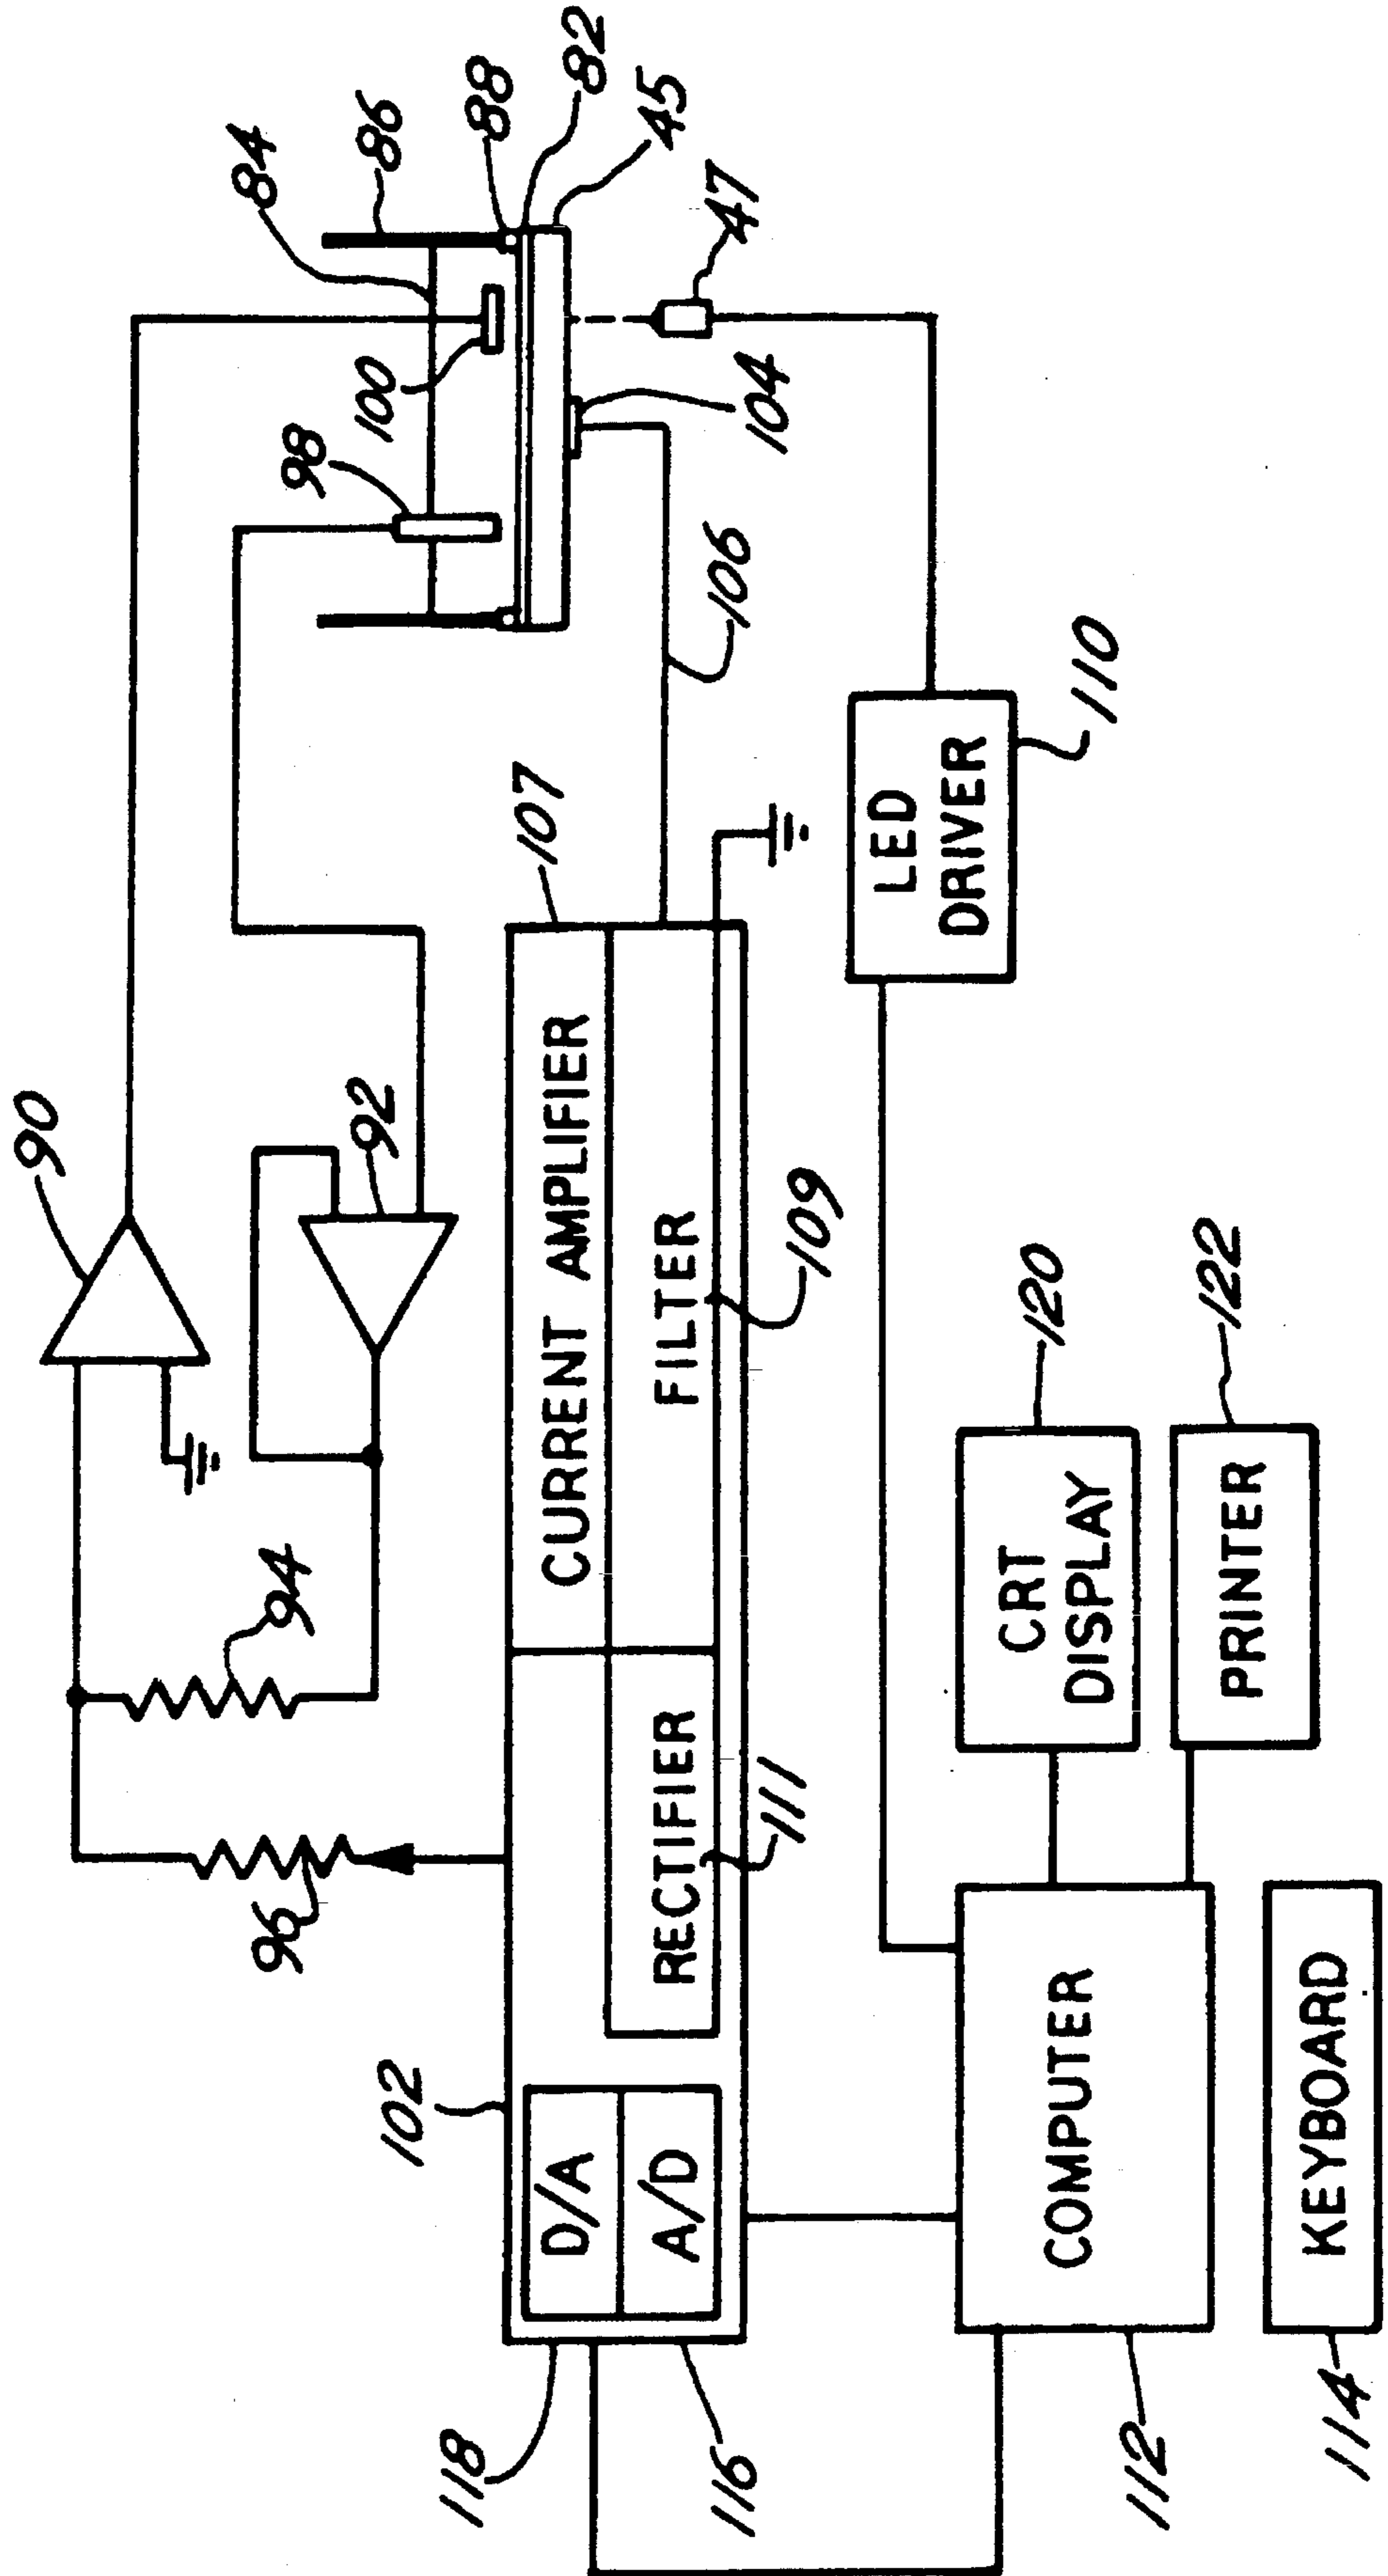 90
84
86
88
82
45
47
98
100
104
106
92
94
96
102
107
CURRENT AMPLIFIER
FILTER
109
RECTIFIER
111
D/A
A/D
118
116
LED
DRIVER
110
CRT
DISPLAY
120
PRINTER
122
COMPUTER
112
KEYBOARD
114